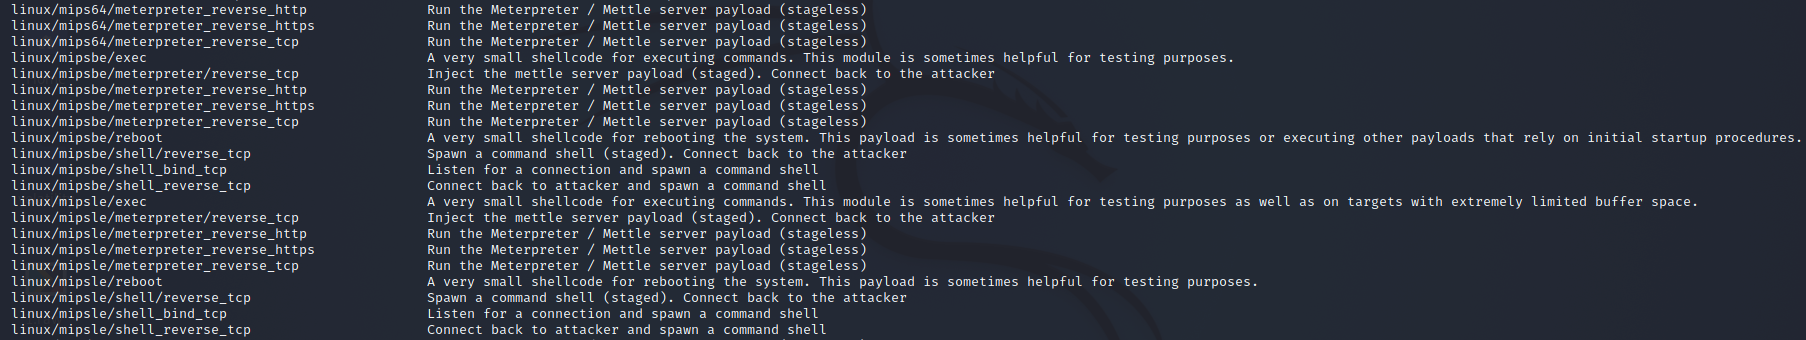 linux/mips64/meterpreter_reverse_http Run the Meterpreter / Mettle server payload (stageless)
linux/mips64/meterpreter_reverse_https Run the Meterpreter / Mettle server payload (stageless)
linux/mips64/meterpreter_reverse_tcp Run the Meterpreter / Mettle server payload (stageless)
linux/mipsbe/exec A very small shellcode for executing commands. This module is sometimes helpful for testing purposes.
linux/mipsbe/meterpreter/reverse_tcp Inject the mettle server payload (staged). Connect back to the attacker
linux/mipsbe/meterpreter_reverse_http Run the Meterpreter / Mettle server payload (stageless)
linux/mipsbe/meterpreter_reverse_https Run the Meterpreter / Mettle server payload (stageless)
linux/mipsbe/meterpreter_reverse_tcp Run the Meterpreter / Mettle server payload (stageless)
linux/mipsbe/reboot A very small shellcode for rebooting the system. This payload is sometimes helpful for testing purposes or executing other payloads that rely on initial startup procedures.
linux/mipsbe/shell/reverse_tcp Spawn a command shell (staged). Connect back to the attacker
linux/mipsbe/shell_bind_tcp Listen for a connection and spawn a command shell
linux/mipsbe/shell_reverse_tcp Connect back to attacker and spawn a command shell
linux/mipsle/exec A very small shellcode for executing commands. This module is sometimes helpful for testing purposes as well as on targets with extremely limited buffer space.
linux/mipsle/meterpreter/reverse_tcp Inject the mettle server payload (staged). Connect back to the attacker
linux/mipsle/meterpreter_reverse_http Run the Meterpreter / Mettle server payload (stageless)
linux/mipsle/meterpreter_reverse_https Run the Meterpreter / Mettle server payload (stageless)
linux/mipsle/meterpreter_reverse_tcp Run the Meterpreter / Mettle server payload (stageless)
linux/mipsle/reboot A very small shellcode for rebooting the system. This payload is sometimes helpful for testing purposes.
linux/mipsle/shell/reverse_tcp Spawn a command shell (staged). Connect back to the attacker
linux/mipsle/shell_bind_tcp Listen for a connection and spawn a command shell
linux/mipsle/shell_reverse_tcp Connect back to attacker and spawn a command shell